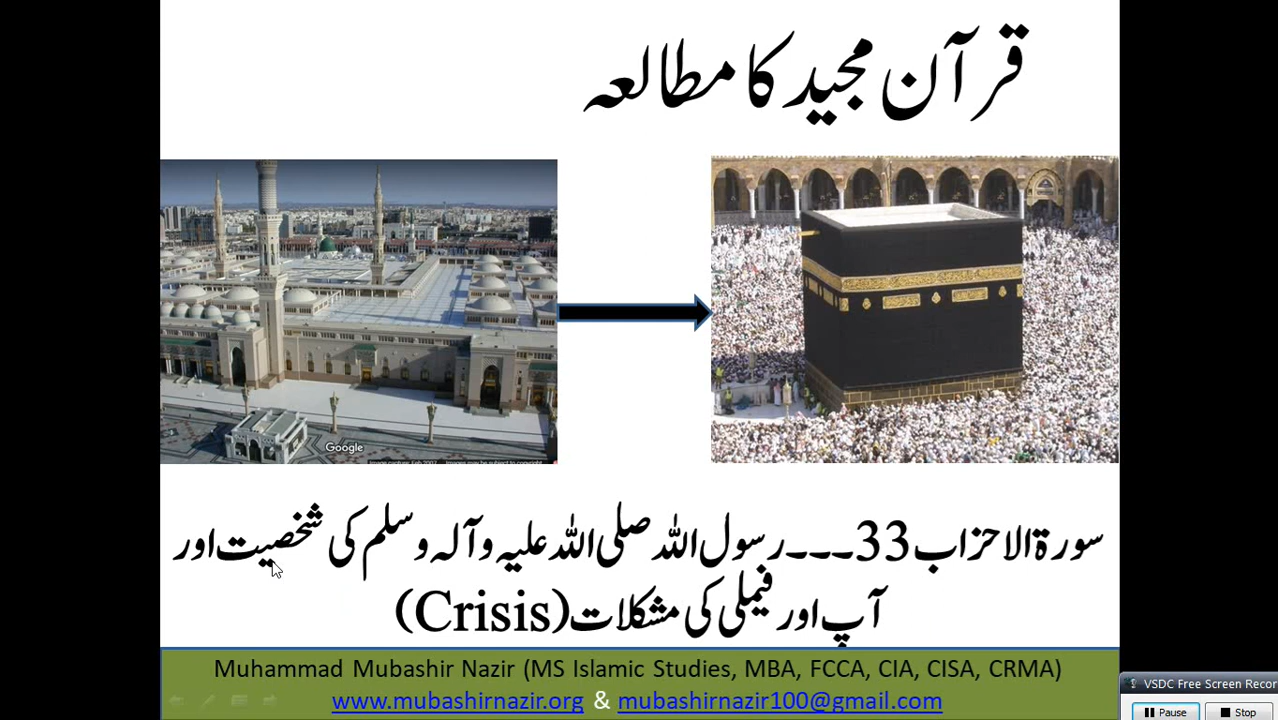 قرآن مجید کا مطالعہ
Google
سورۃ الاحزاب 33۔۔۔رسول اللہ صلی اللہ علیہ وآلہ وسلم کی شخصیت اور
آپ اور فیملی کی مشکلات (Crisis)
Muhammad Mubashir Nazir (MS Islamic Studies, MBA, FCCA, CIA, CISA, CRMA)
www.mubashirnazir.org & mubashirnazir100@gmail.com
VSDC Free Screen Recor
Pause Stop